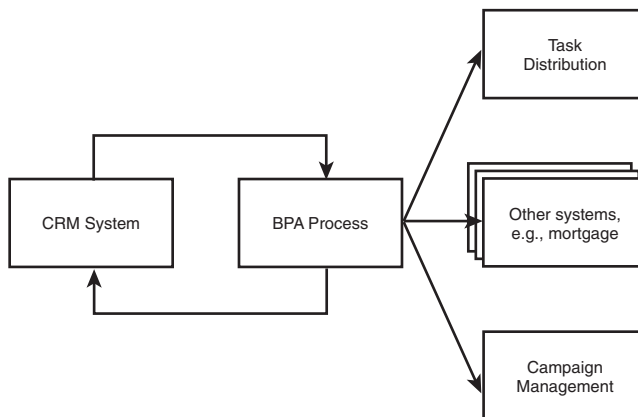 Task
Distribution
CRM System
BPA Process
Other systems,
e.g., mortgage
Campaign
Management